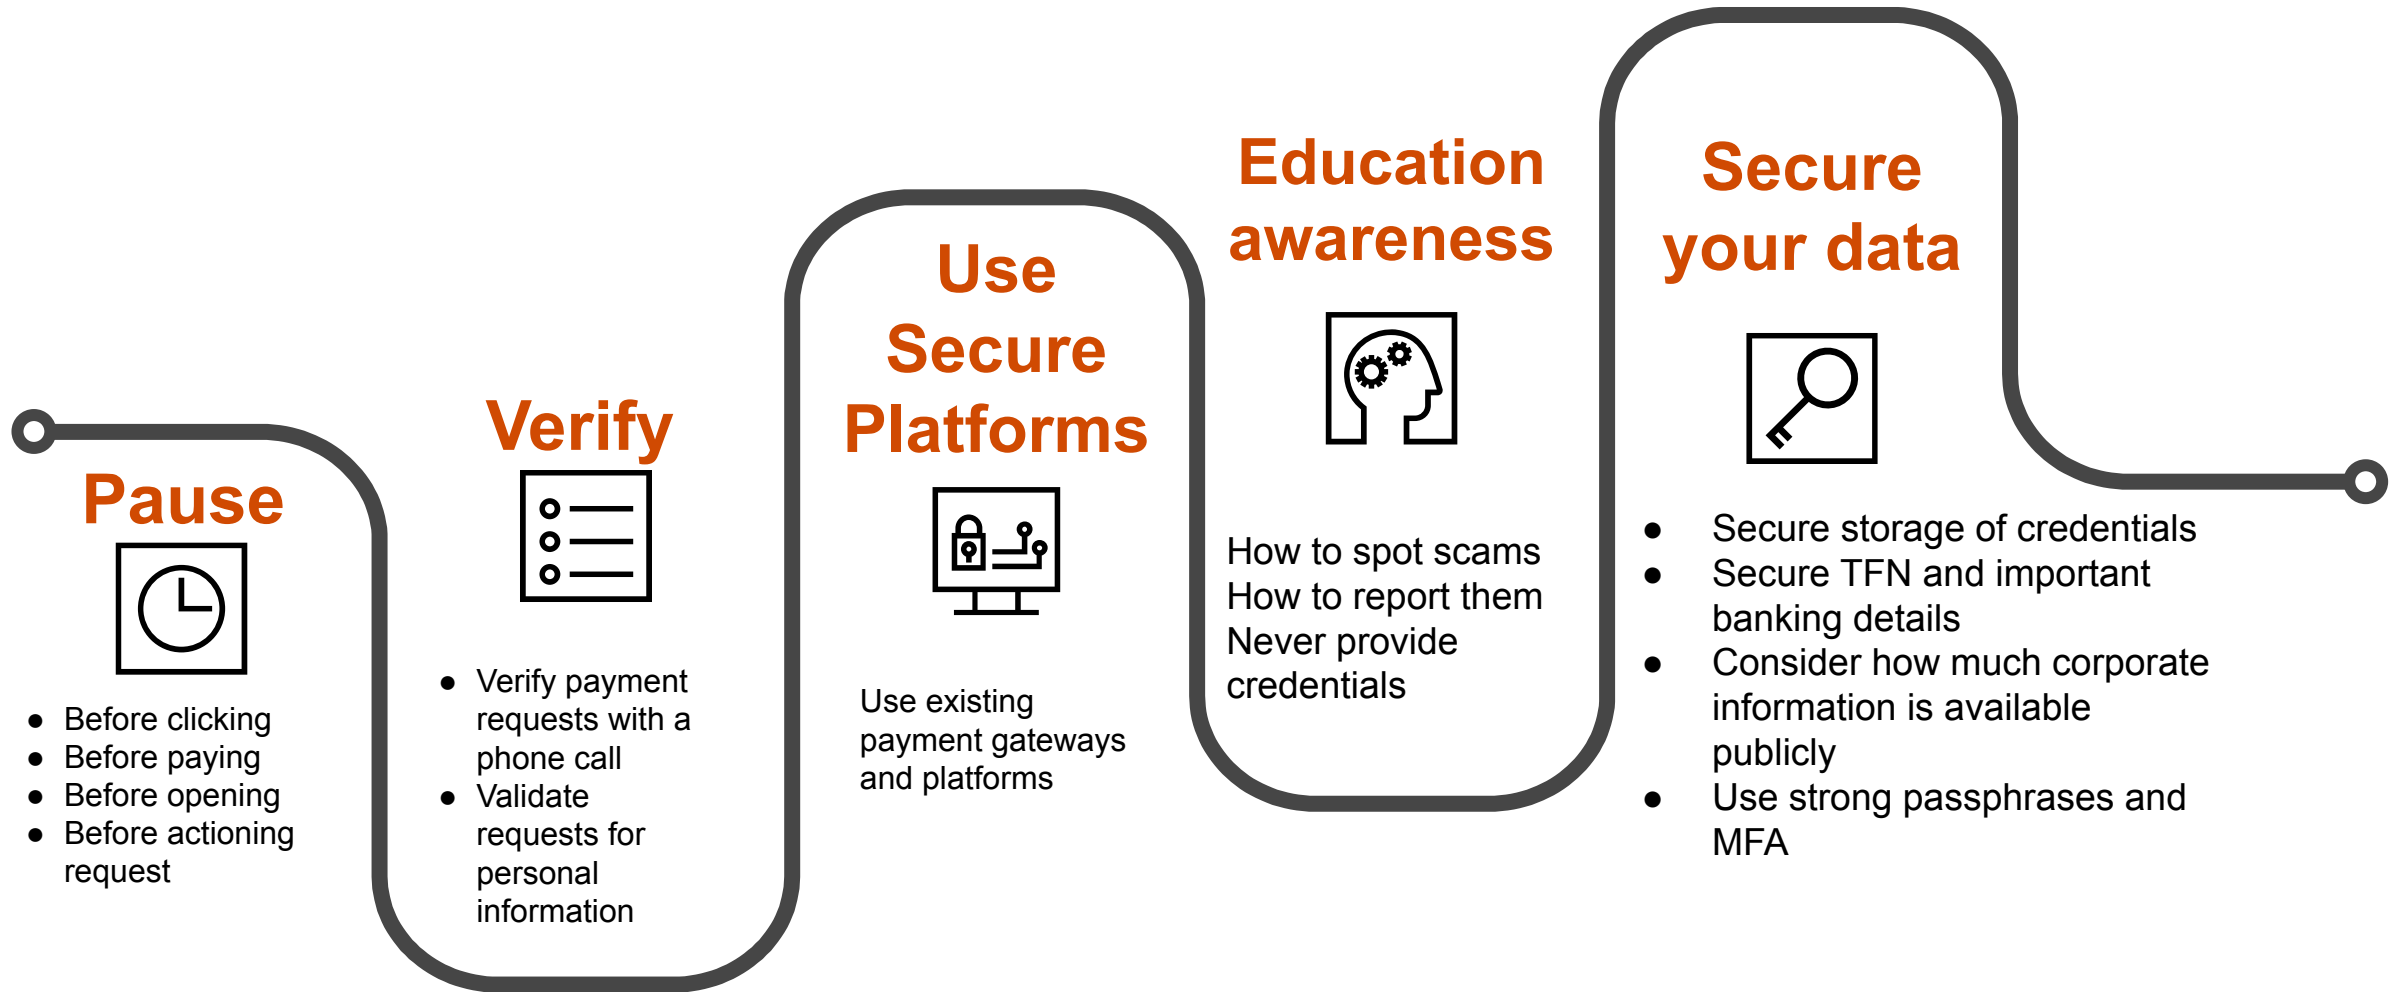 Pause
● Before clicking
● Before paying
● Before opening
● Before actioning
request
Verify
● Verify payment
requests with a
phone call
● Validate
requests for
personal
information
Use
Secure
Platforms
Use existing
payment gateways
and platforms
Education
awareness
How to spot scams
How to report them
Never provide
credentials
Secure
your data
● Secure storage of credentials
● Secure TFN and important
banking details
● Consider how much corporate
information is available
publicly
● Use strong passphrases and
MFA